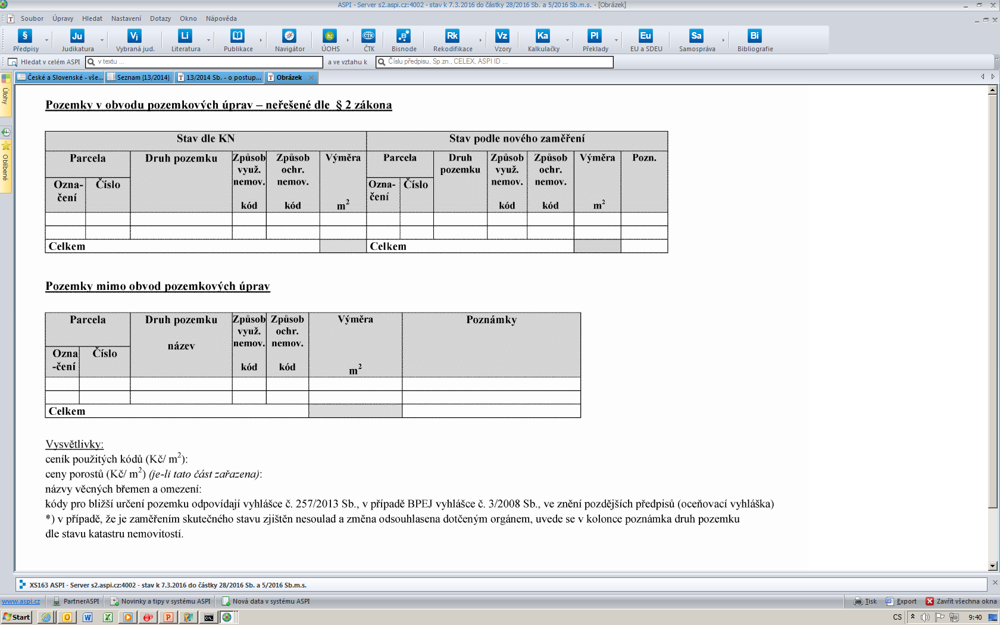 ASPI - Server s2.aspi.cz:4002 - stav k 7.3.2016 do částky 28/2016 Sb. a 5/2016 Sb.m.s. - [Obrázek]
Soubor Úpravy Hledat Nastavení Dotazy Okno Nápověda
§ Ju Vj Li h: ČTK B Rk Vz Ka Pl Eu Sa Bi
Předpisy Judikatura Vybraná jud. Literatura Publikace Navigátor ÚOHS ČTK Bisnode Rekodifikace Vzory Kalkulačky Překlady EU a SDEU Samospráva Bibliografie
Hledat v celém ASPI v textu ... a ve vztahu k Číslu předpisu, Sp.zn., CELEX, ASPI ID ...
České a Slovenské - vše... Seznam {13/2014} 13/2014 Sb. - o postup... Obrázek
Úlohy
Oblíbené
Pozemky v obvodu pozemkových úprav – neřešené dle § 2 zákona
Stav dle KN Stav podle nového zaměření
Parcela Druh pozemku Způsob Způsob Výměra Parcela Druh Způsob Způsob Výměra Pozn.
využ. ochr. pozemku využ. ochr.
nemov. nemov. nemov. nemov.
Ozna- Číslo Ozna- Číslo
čení čení
kód kód m2 kód kód m2
Celkem Celkem
Pozemky mimo obvod pozemkových úprav
Parcela Druh pozemku Způsob Způsob Výměra Poznámky
využ. ochr.
název nemov. nemov.
Ozna Číslo
-čení kód kód m2
Celkem
Vysvětlivky:
ceník použitých kódů (Kč/ m2):
ceny porostů (Kč/ m2) (je-li tato část zařazena):
názvy věcných břemen a omezení:
kódy pro bližší určení pozemku odpovídají vyhlášce č. 257/2013 Sb., v případě BPEJ vyhlášce č. 3/2008 Sb., ve znění pozdějších předpisů (oceňovací vyhláška)
*) v případě, že je zaměřením skutečného stavu zjištěn nesoulad a změna odsouhlasena dotčeným orgánem, uvede se v kolonce poznámka druh pozemku
dle stavu katastru nemovitostí.
XS163 ASPI - Server s2.aspi.cz:4002 - stav k 7.3.2016 do částky 28/2016 Sb. a 5/2016 Sb.m.s.
www.aspi.cz PartnerASPI Novinky a tipy v systému ASPI Nová data v systému ASPI Tisk Export Zavřít všechna okna
Start CS 9:40